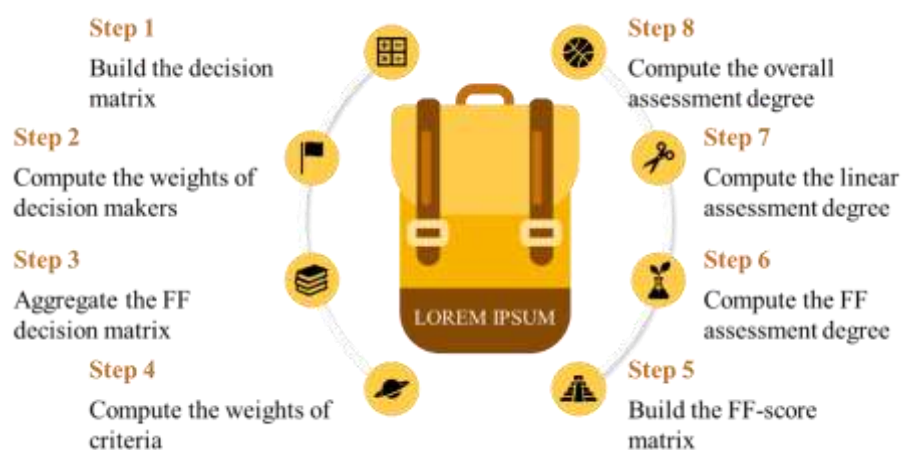 Step 1
Build the decision
matrix
Step 2
Compute the weights of
decision makers
Step 3
Aggregate the FF
decision matrix
Step 4
Compute the weights of
criteria
LOREM IPSUM
Step 8
Compute the overall
assessment degree
Step 7
Compute the linear
assessment degree
Step 6
Compute the FF
assessment degree
Step 5
Build the FF-score
matrix